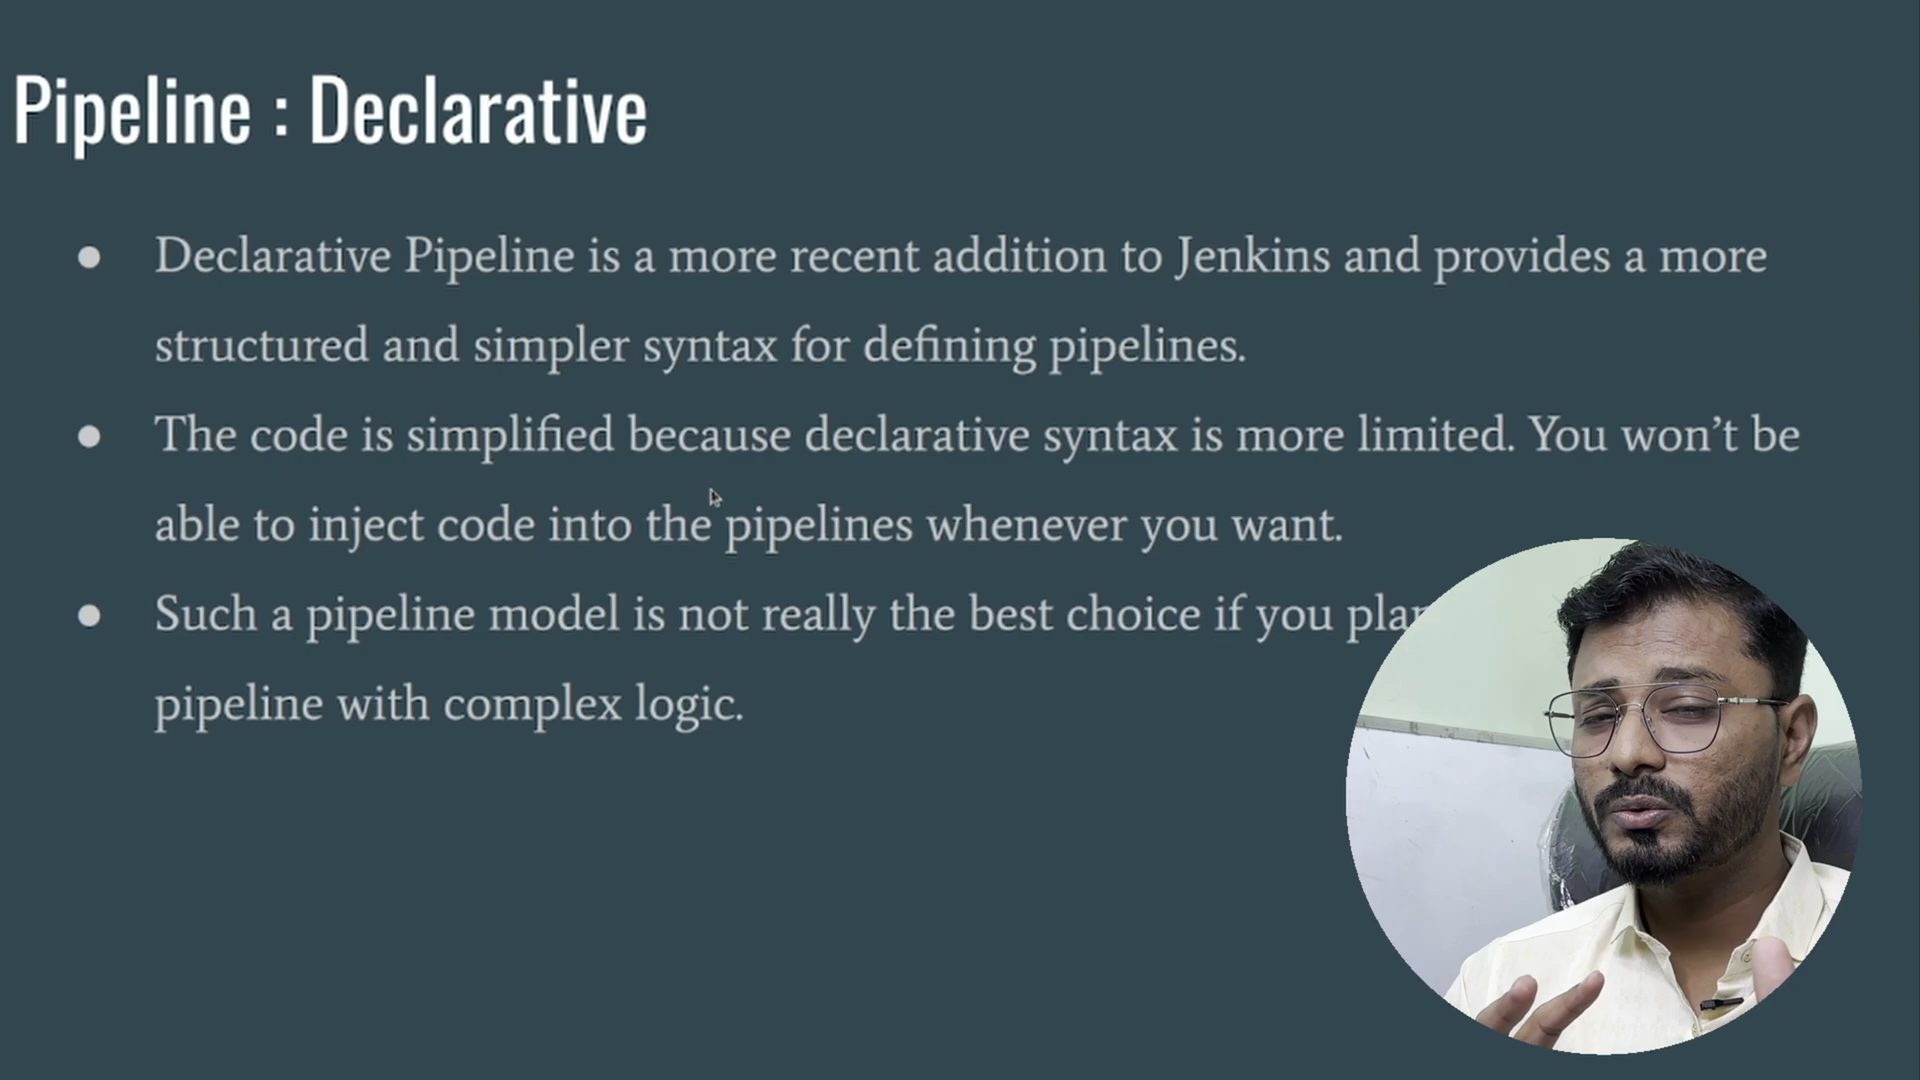 Pipeline : Declarative
● Declarative Pipeline is a more recent addition to Jenkins and provides a more
structured and simpler syntax for defining pipelines.
● The code is simplified because declarative syntax is more limited. You won’t be
able to inject code into the pipelines whenever you want.
● Such a pipeline model is not really the best choice if you
pipeline with complex logic.